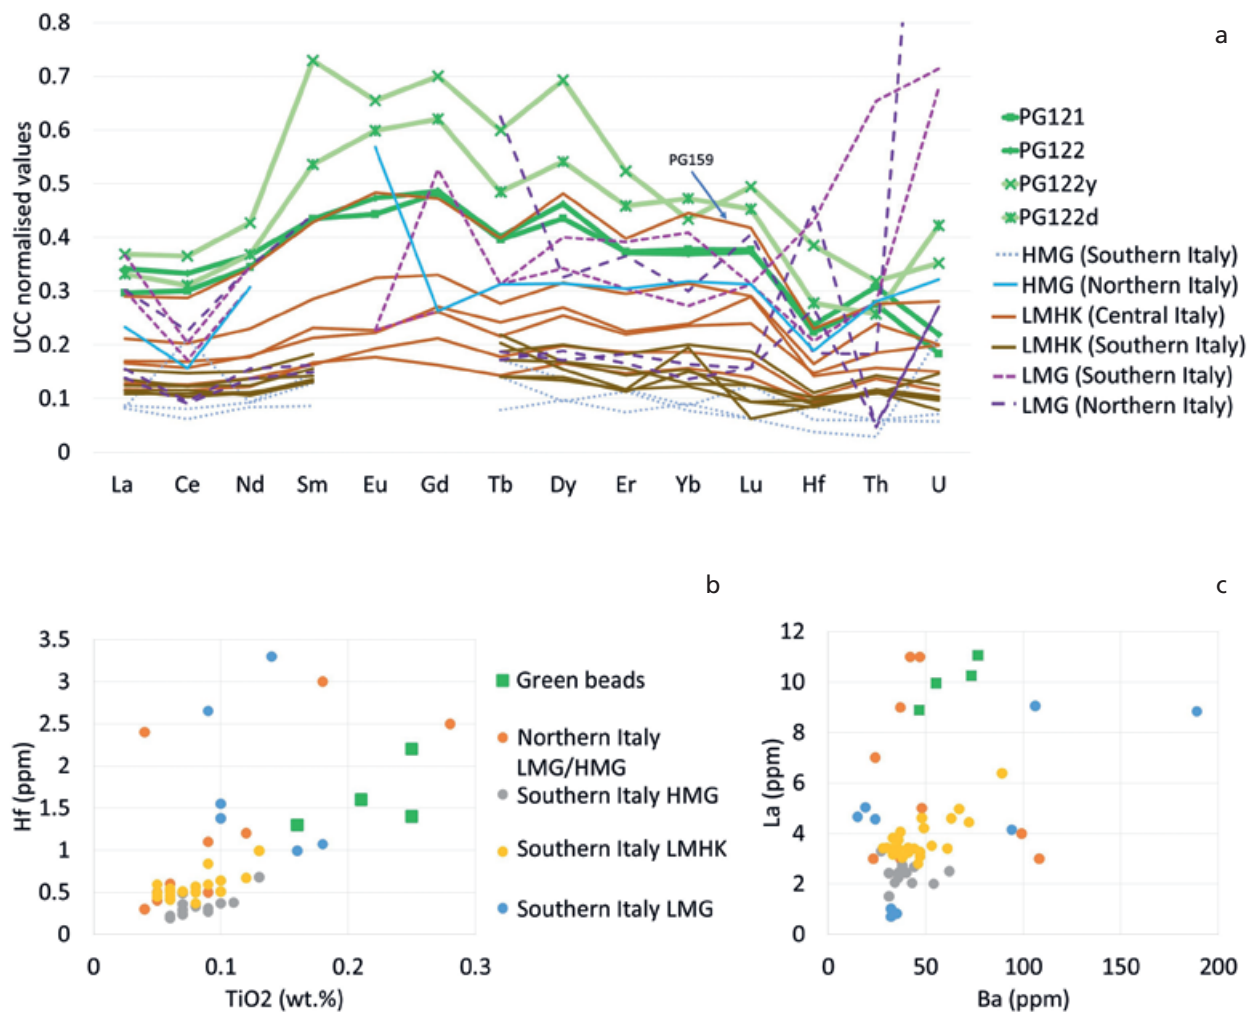 a
0.8
0.7
0.6
0.5
0.4
0.3
0.2
0.1
0
UCC normalised values
PG159
La Ce Nd Sm Eu Gd Tb Dy Er Yb Lu Hf Th U
PG121
PG122
PG122y
PG122d
HMG (Southern Italy)
HMG (Northern Italy)
LMHK (Central Italy)
LMHK (Southern Italy)
LMG (Southern Italy)
LMG (Northern Italy)
b
3.5
3
2.5
2
1.5
1
0.5
0
Hf (ppm)
0 0.1 0.2 0.3
TiO2 (wt.%)
Green beads
Northern Italy
LMG/HMG
Southern Italy HMG
Southern Italy LMHK
Southern Italy LMG
c
12
10
8
6
4
2
0
La (ppm)
0 50 100 150 200
Ba (ppm)